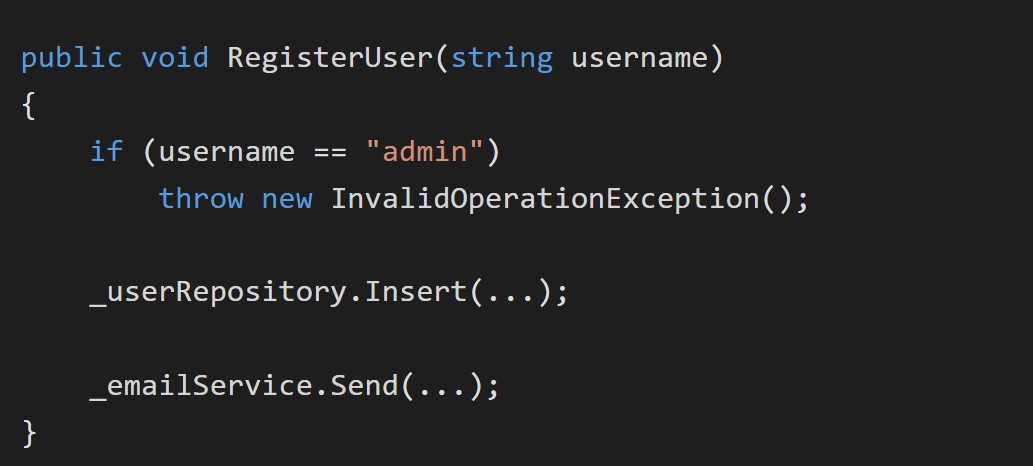 public void RegisterUser(string username)
{
    if (username == "admin")
        throw new InvalidOperationException();
    _userRepository.Insert(...);
    _emailService.Send(...);
}